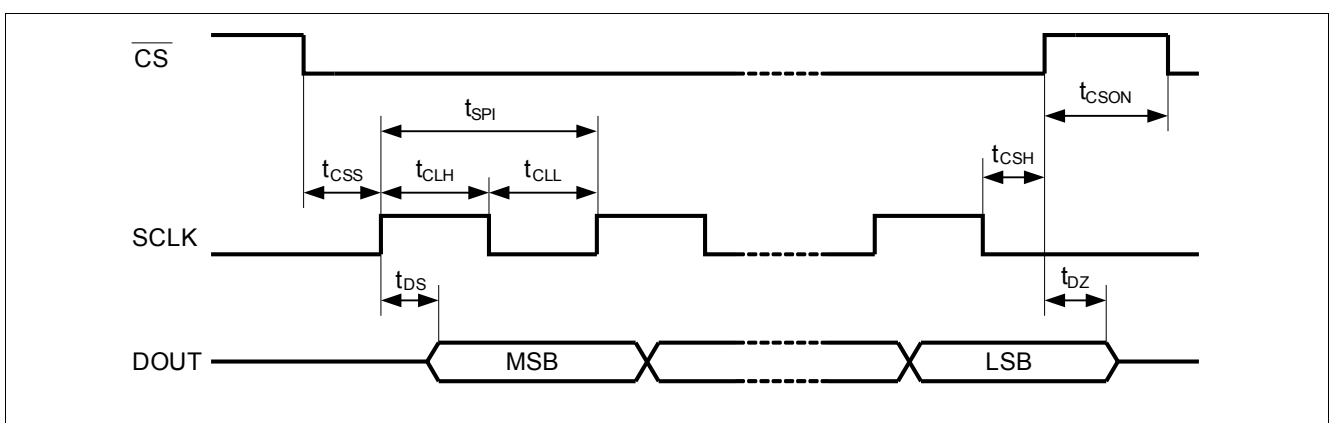 CS
tCSON
tSPI
tCSH
tCSS
tCLH
tCLL
SCLK
tDS
tDZ
DOUT
MSB
LSB